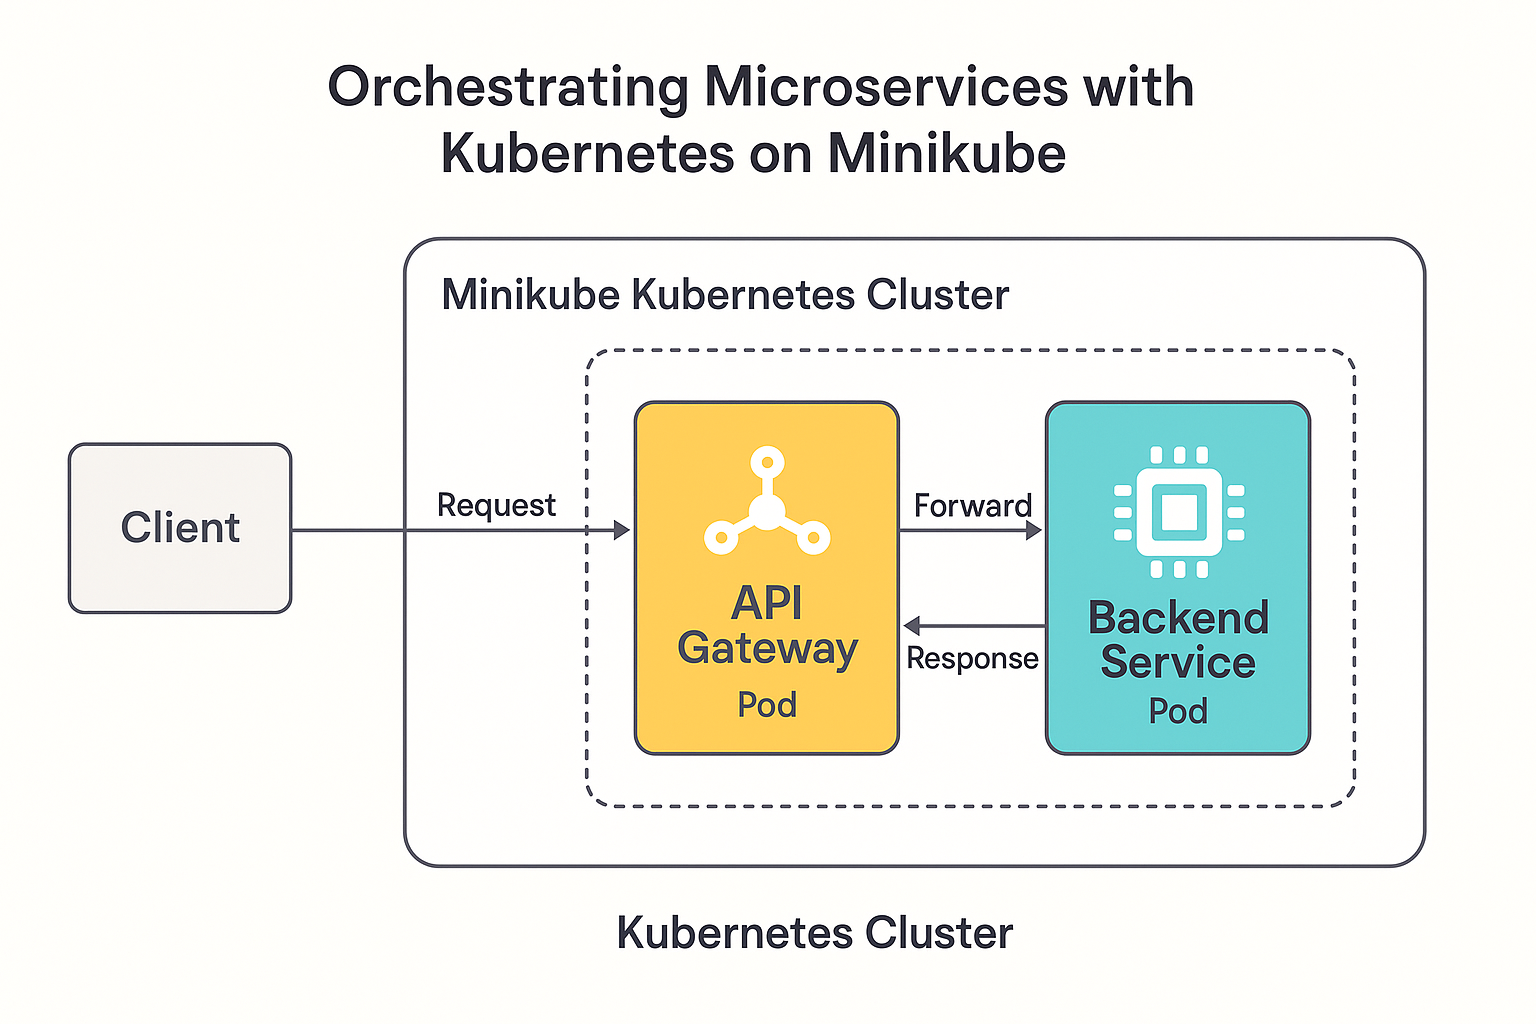 Orchestrating Microservices with
Kubernetes on Minikube
Minikube Kubernetes Cluster
Client
Request
API
Gateway
Pod
Forward
Response
Backend
Service
Pod
Kubernetes Cluster